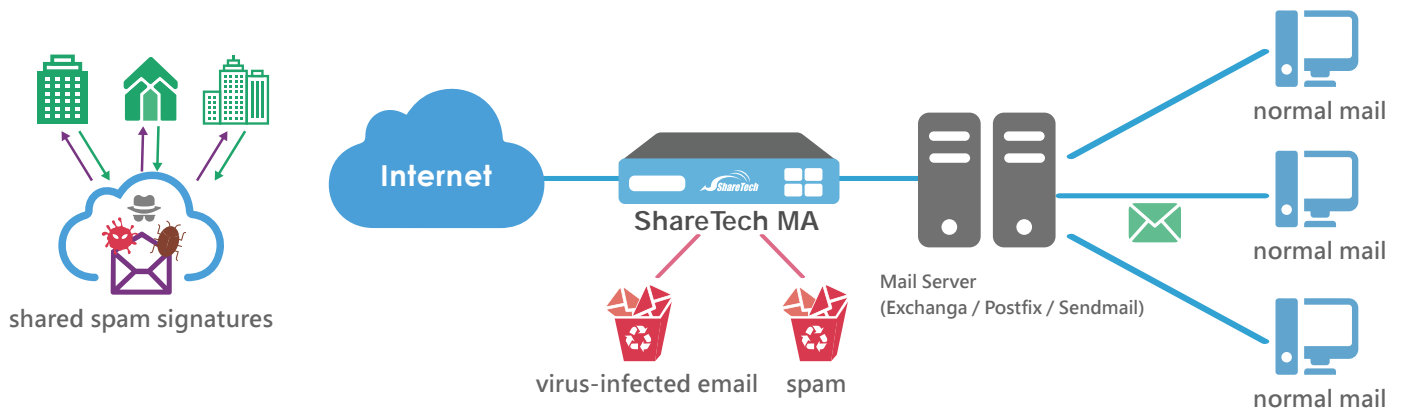 shared spam signatures
Internet
ShareTech
ShareTech MA
virus-infected email
spam
Mail Server
(Exchanga / Postfix / Sendmail)
normal mail
normal mail
normal mail